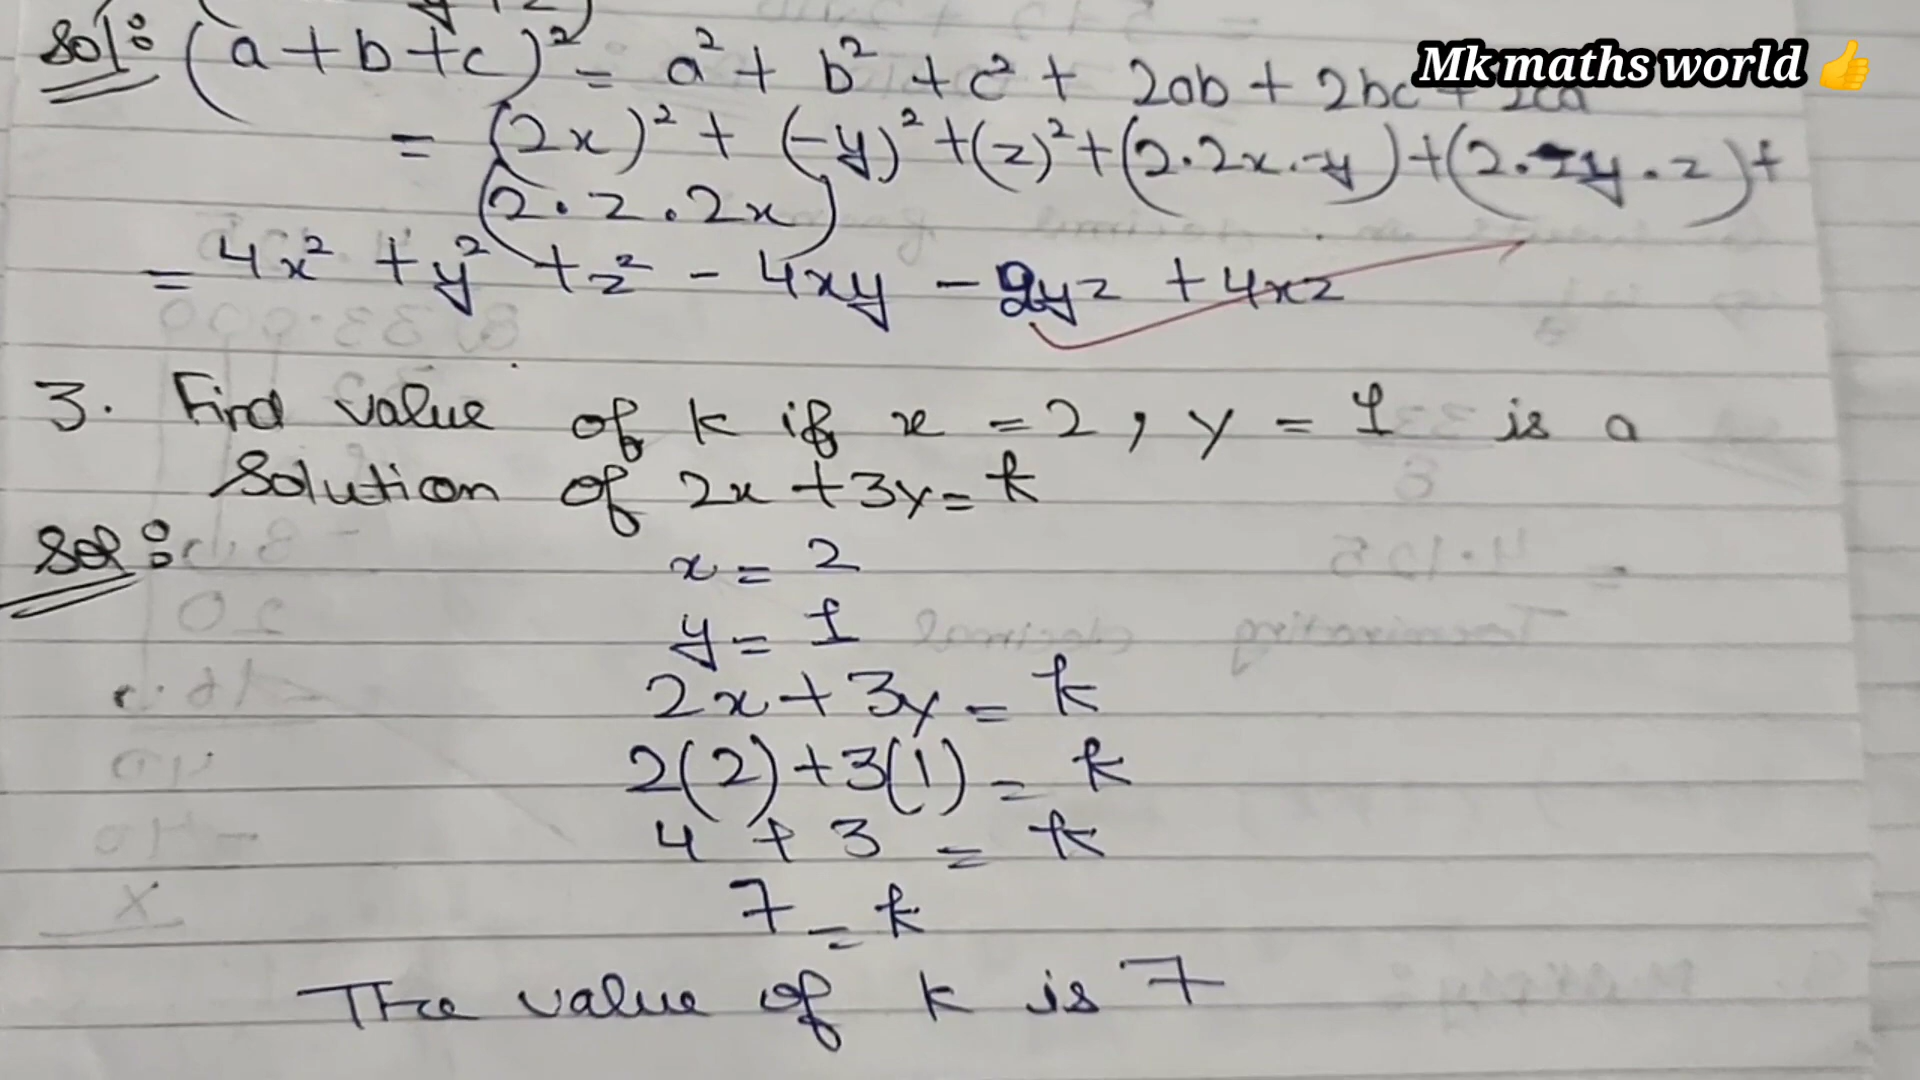 Sol: (a+b+c)² = a² + b² + c² + 2ab + 2bc + 2ca
Mk maths world 👍
= (2x)² + (-y)² + (z)² + (2·2x·-y) + (2·-y·z) +
(2·z·2x)
= 4x² + y² + z² - 4xy - 2yz + 4xz
3. Find value of k if x = 2, y = 1 is a
Solution of 2x + 3y = k
Sol:
x = 2
y = 1
2x + 3y = k
2(2) + 3(1) = k
4 + 3 = k
7 = k
The value of k is 7